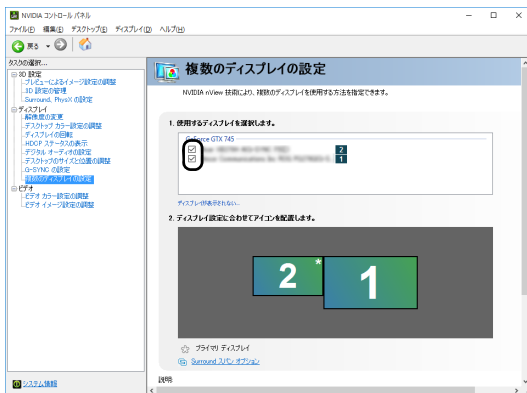 NVIDIA コントロール パネル
ファイル(F) 編集(E) デスクトップ(E) ディスプレイ(D) ヘルプ(H)
戻る
タスクの選択...
3D 設定
プレビューによるイメージ設定の調整
3D 設定の管理
Surround, PhysX の設定
ディスプレイ
解像度の変更
デスクトップ カラー設定の調整
ディスプレイの回転
HDCP ステータスの表示
デジタル オーディオの設定
デスクトップのサイズと位置の調整
G-SYNC の設定
複数のディスプレイの設定
ビデオ
ビデオ カラー設定の調整
ビデオ イメージ設定の調整
システム情報
複数のディスプレイの設定
NVIDIA nView 技術により、複数のディスプレイを使用する方法を指定できます。
1. 使用するディスプレイを選択します。
GeForce GTX 745
2
1
ディスプレイが表示されない...
2. ディスプレイ設定に合わせてアイコンを配置します。
2 * 1
プライマリ ディスプレイ
Surround スパン オプション
説明